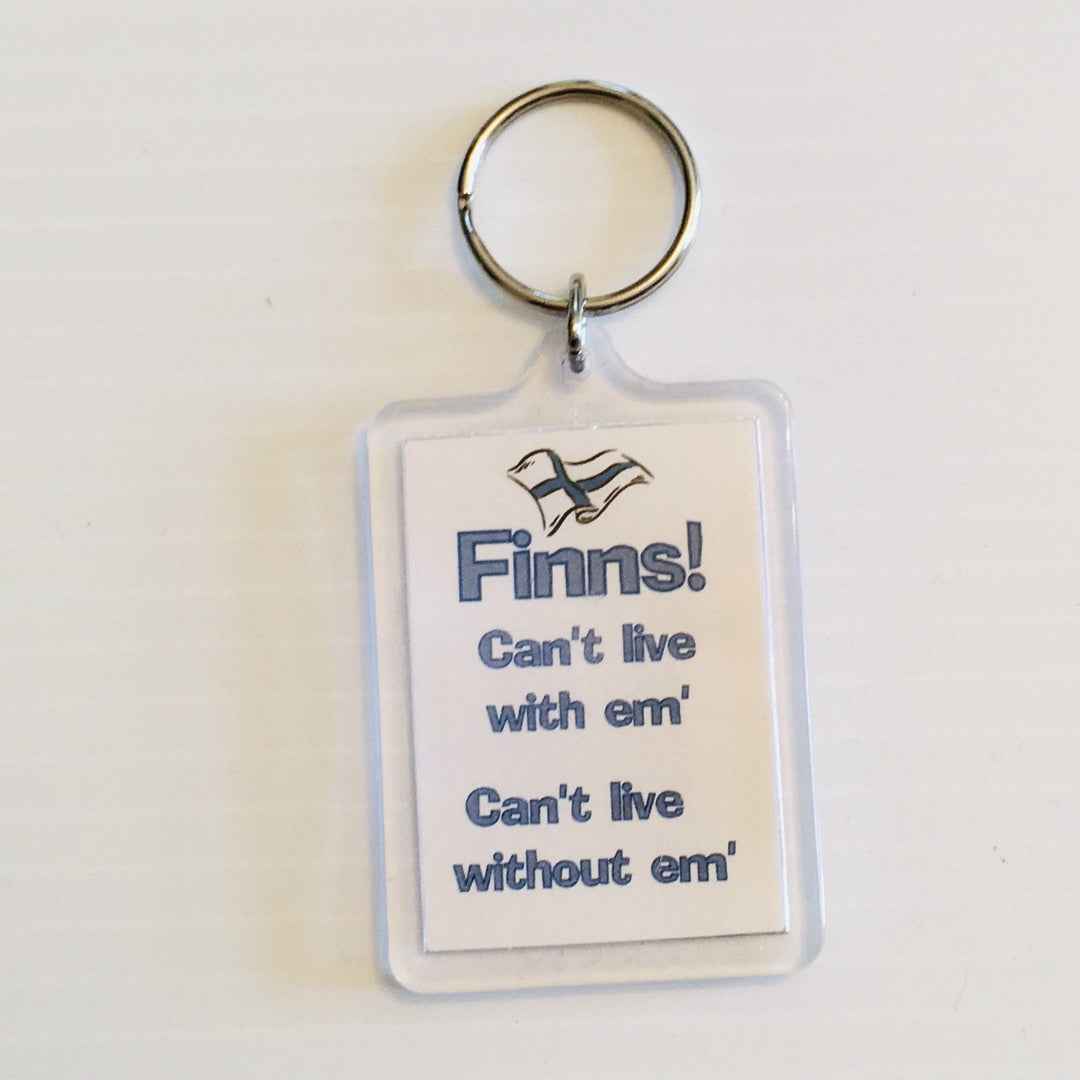 Finns!
Can't live
with em'
Can't live
without em'